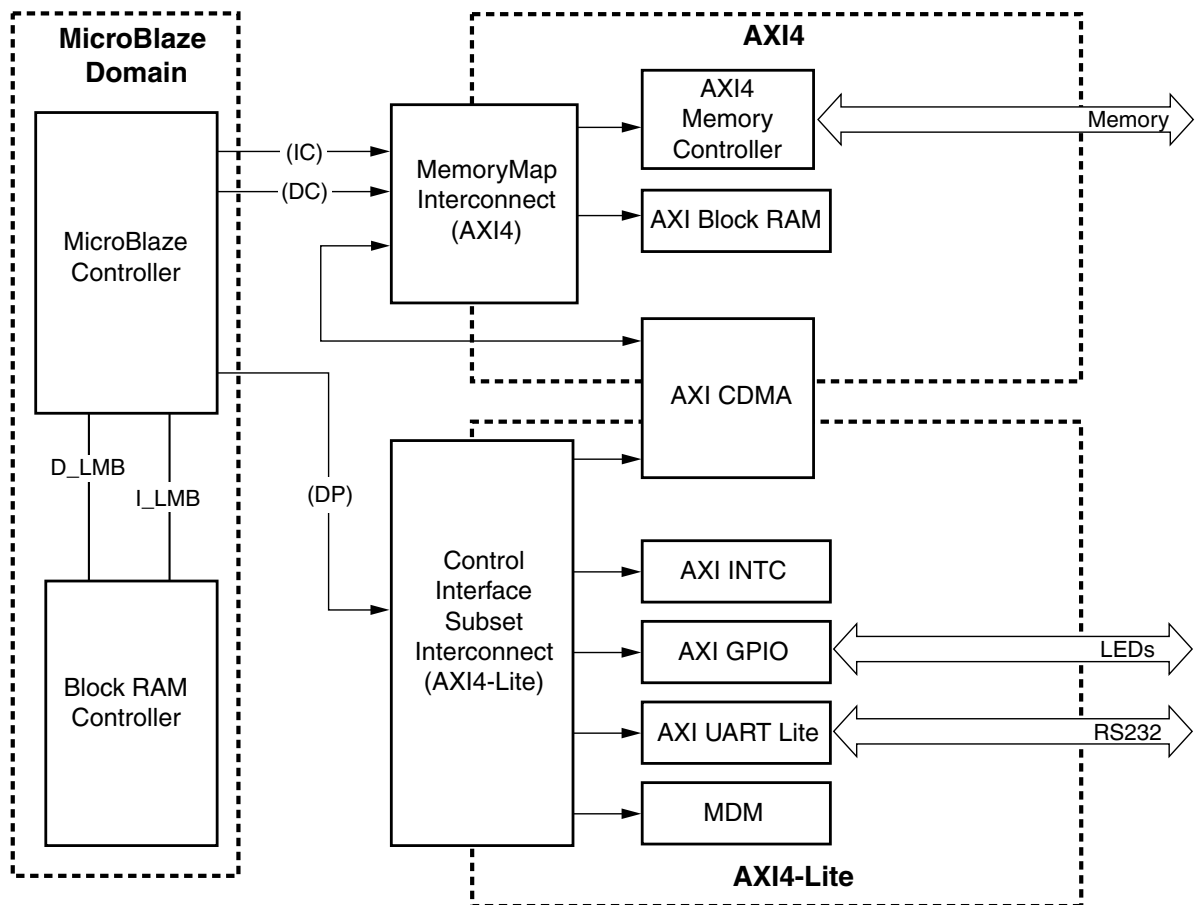 MicroBlaze
Domain
MicroBlaze
Controller
D_LMB
I_LMB
Block RAM
Controller
(IC)
(DC)
(DP)
AXI4
MemoryMap
Interconnect
(AXI4)
AXI4
Memory
Controller
Memory
AXI Block RAM
AXI CDMA
Control
Interface
Subset
Interconnect
(AXI4-Lite)
AXI INTC
AXI GPIO
LEDs
AXI UART Lite
RS232
MDM
AXI4-Lite